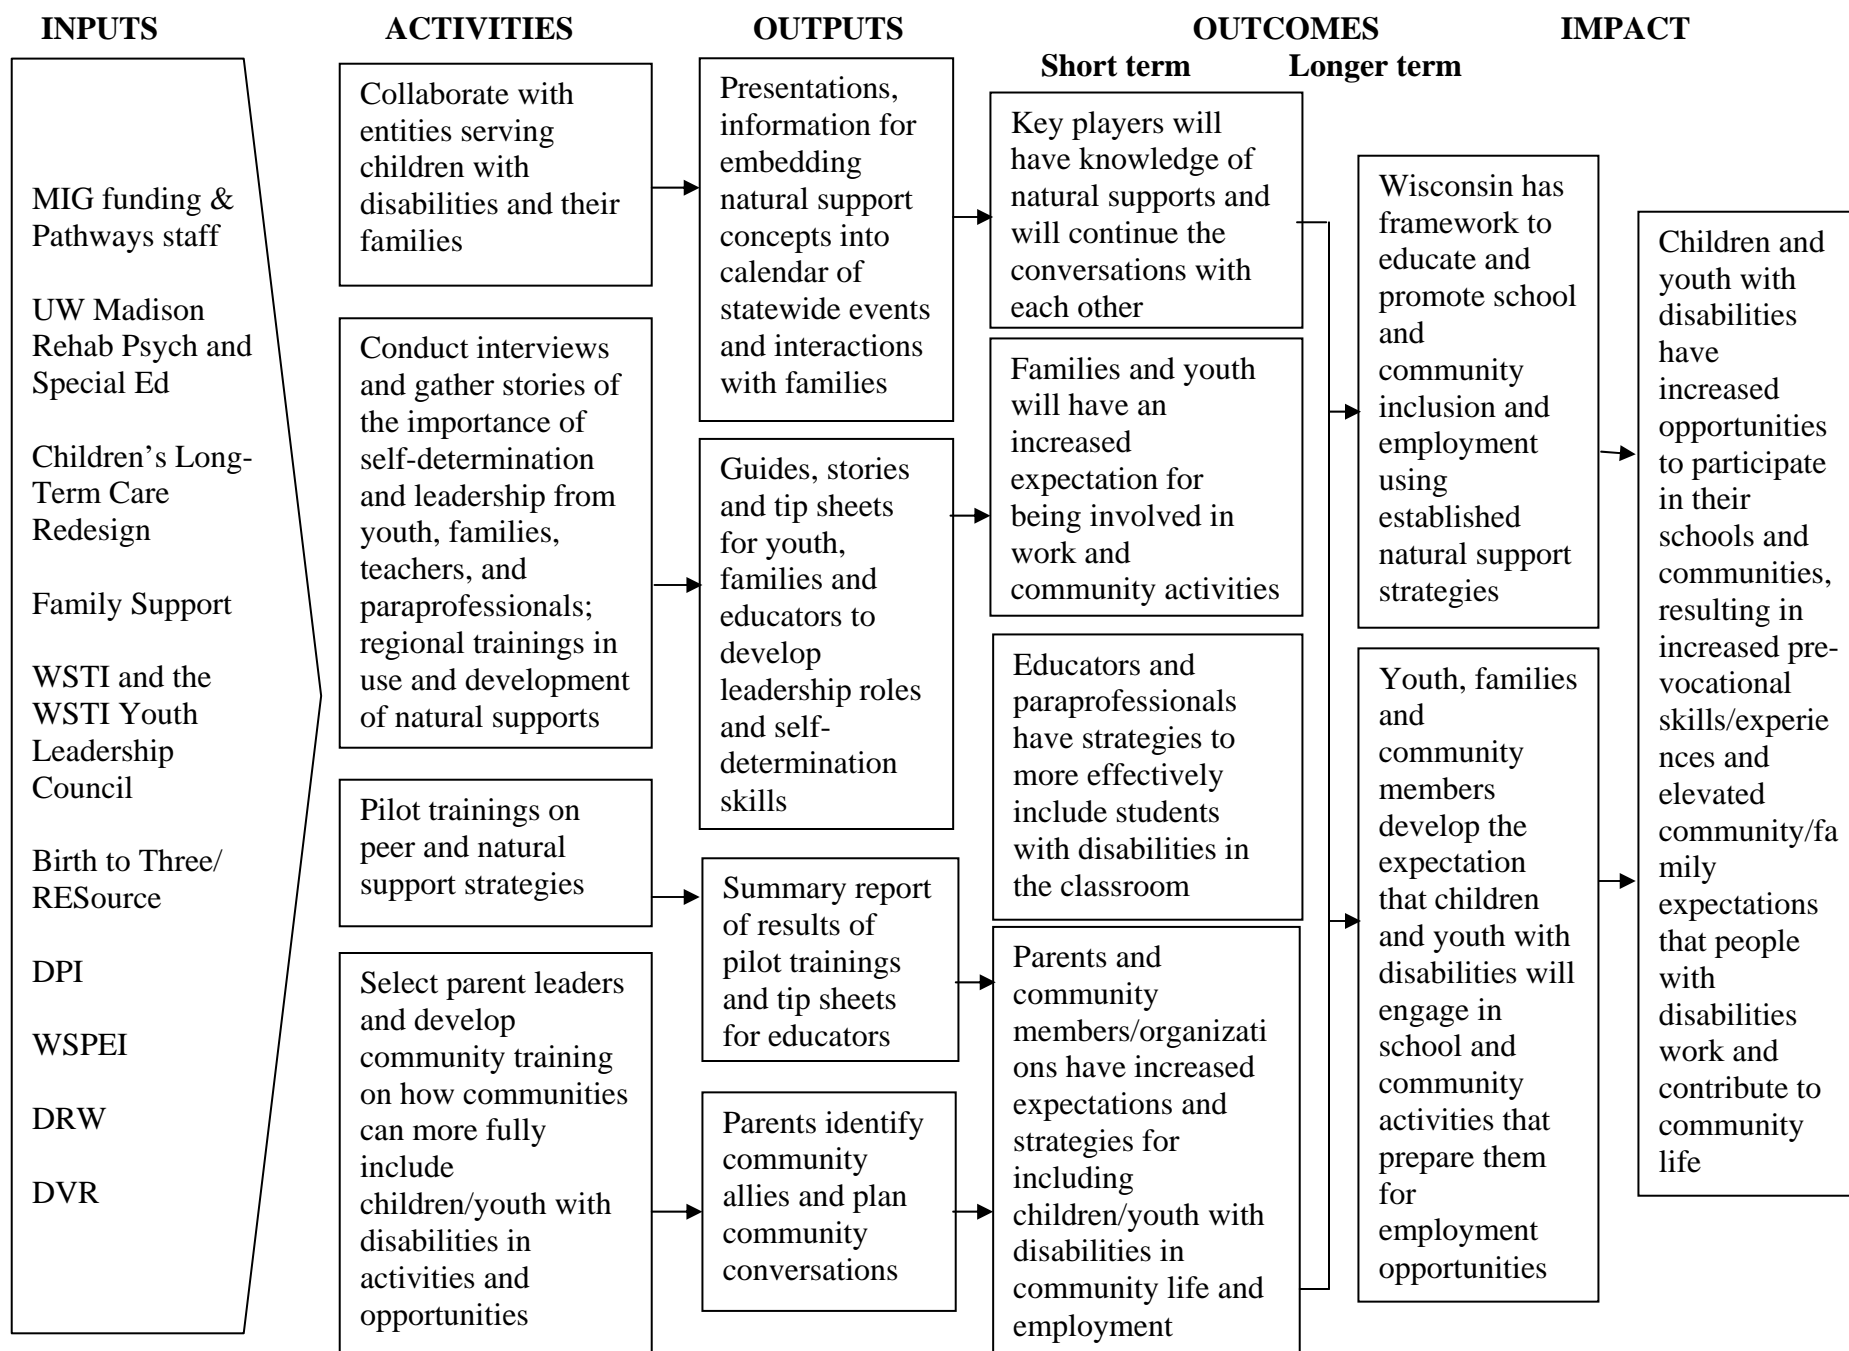 INPUTS
ACTIVITIES
OUTPUTS
OUTCOMES
IMPACT
Short term
Longer term
MIG funding &
Pathways staff
UW Madison
Rehab Psych and
Special Ed
Children's Long-
Term Care
Redesign
Family Support
WSTI and the
WSTI Youth
Leadership
Council
Birth to Three/
RESource
DPI
WSPEI
DRW
DVR
Collaborate with
entities serving
children with
disabilities and their
families
Conduct interviews
and gather stories of
the importance of
self-determination
and leadership from
youth, families,
teachers, and
paraprofessionals;
regional trainings in
use and development
of natural supports
Pilot trainings on
peer and natural
support strategies
Select parent leaders
and develop
community training
on how communities
can more fully
include
children/youth with
disabilities in
activities and
opportunities
Presentations,
information for
embedding
natural support
concepts into
calendar of
statewide events
and interactions
with families
Guides, stories
and tip sheets
for youth,
families and
educators to
develop
leadership roles
and self-
determination
skills
Summary report
of results of
pilot trainings
and tip sheets
for educators
Parents identify
community
allies and plan
community
conversations
Key players will
have knowledge of
natural supports and
will continue the
conversations with
each other
Families and youth
will have an
increased
expectation for
being involved in
work and
community activities
Educators and
paraprofessionals
have strategies to
more effectively
include students
with disabilities in
the classroom
Parents and
community
members/organizati
ons have increased
expectations and
strategies for
including
children/youth with
disabilities in
community life and
employment
Wisconsin has
framework to
educate and
promote school
and
community
inclusion and
employment
using
established
natural support
strategies
Youth, families
and
community
members
develop the
expectation
that children
and youth with
disabilities will
engage in
school and
community
activities that
prepare them
for
employment
opportunities
Children and
youth with
disabilities
have
increased
opportunities
to participate
in their
schools and
communities,
resulting in
increased pre-
vocational
skills/experie
nces and
elevated
community/fa
mily
expectations
that people
with
disabilities
work and
contribute to
community
life